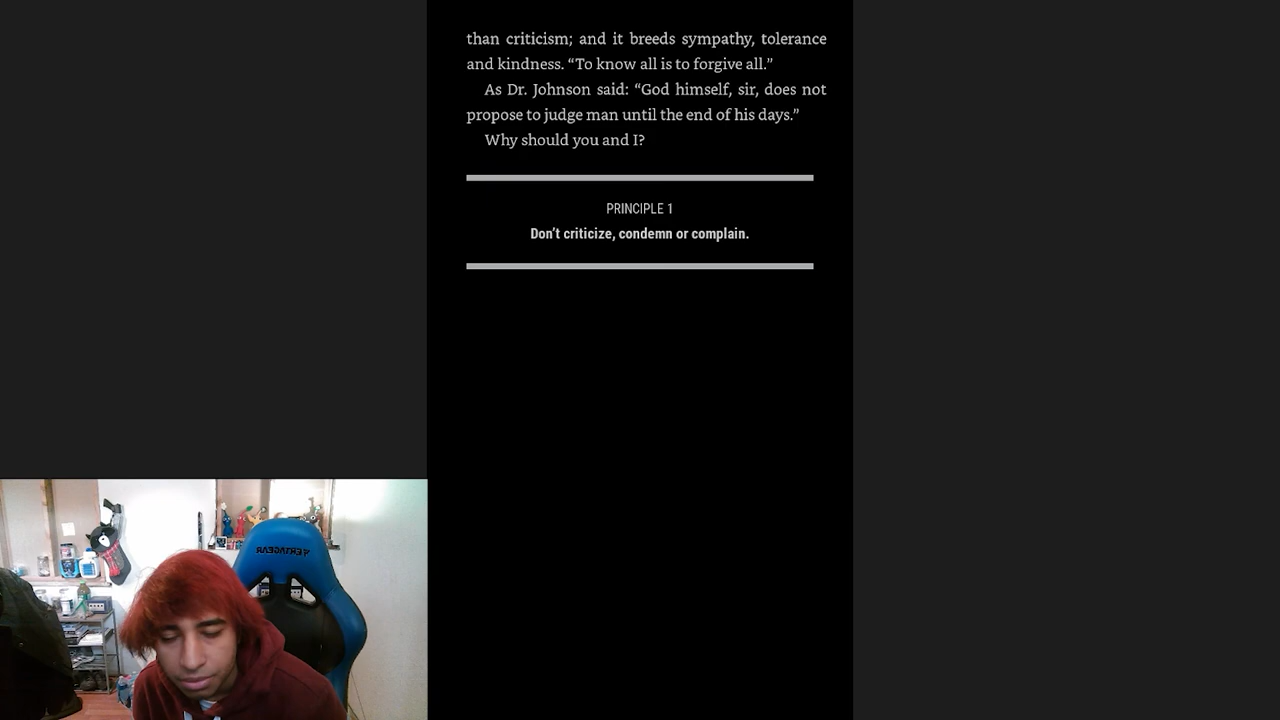 than criticism; and it breeds sympathy, tolerance
and kindness. “To know all is to forgive all.”
As Dr. Johnson said: “God himself, sir, does not
propose to judge man until the end of his days.”
Why should you and I?
PRINCIPLE 1
Don’t criticize, condemn or complain.